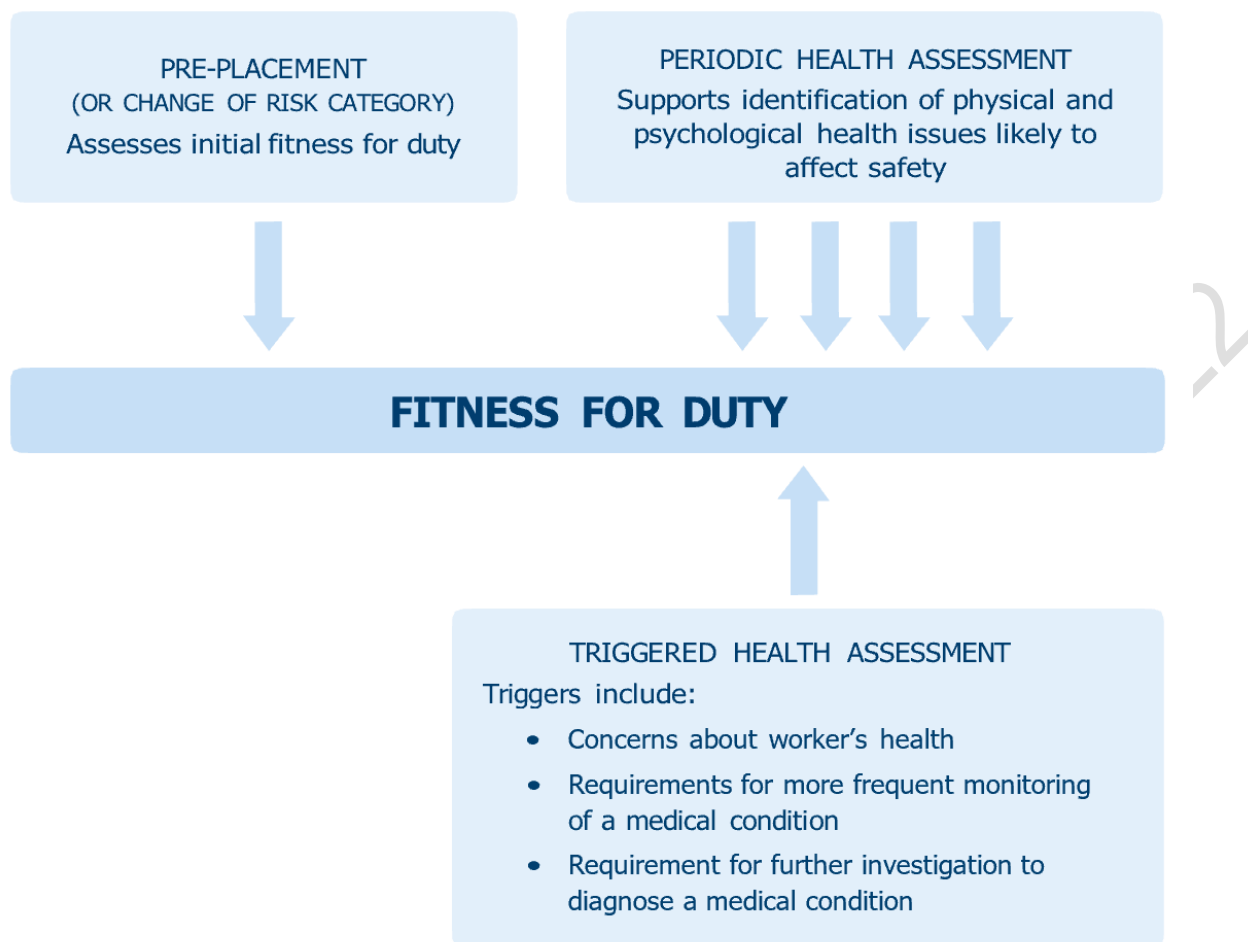 PRE-PLACEMENT
(OR CHANGE OF RISK CATEGORY)
Assesses initial fitness for duty
PERIODIC HEALTH ASSESSMENT
Supports identification of physical and
psychological health issues likely to
affect safety
FITNESS FOR DUTY
TRIGGERED HEALTH ASSESSMENT
Triggers include:
• Concerns about worker’s health
• Requirements for more frequent monitoring
of a medical condition
• Requirement for further investigation to
diagnose a medical condition